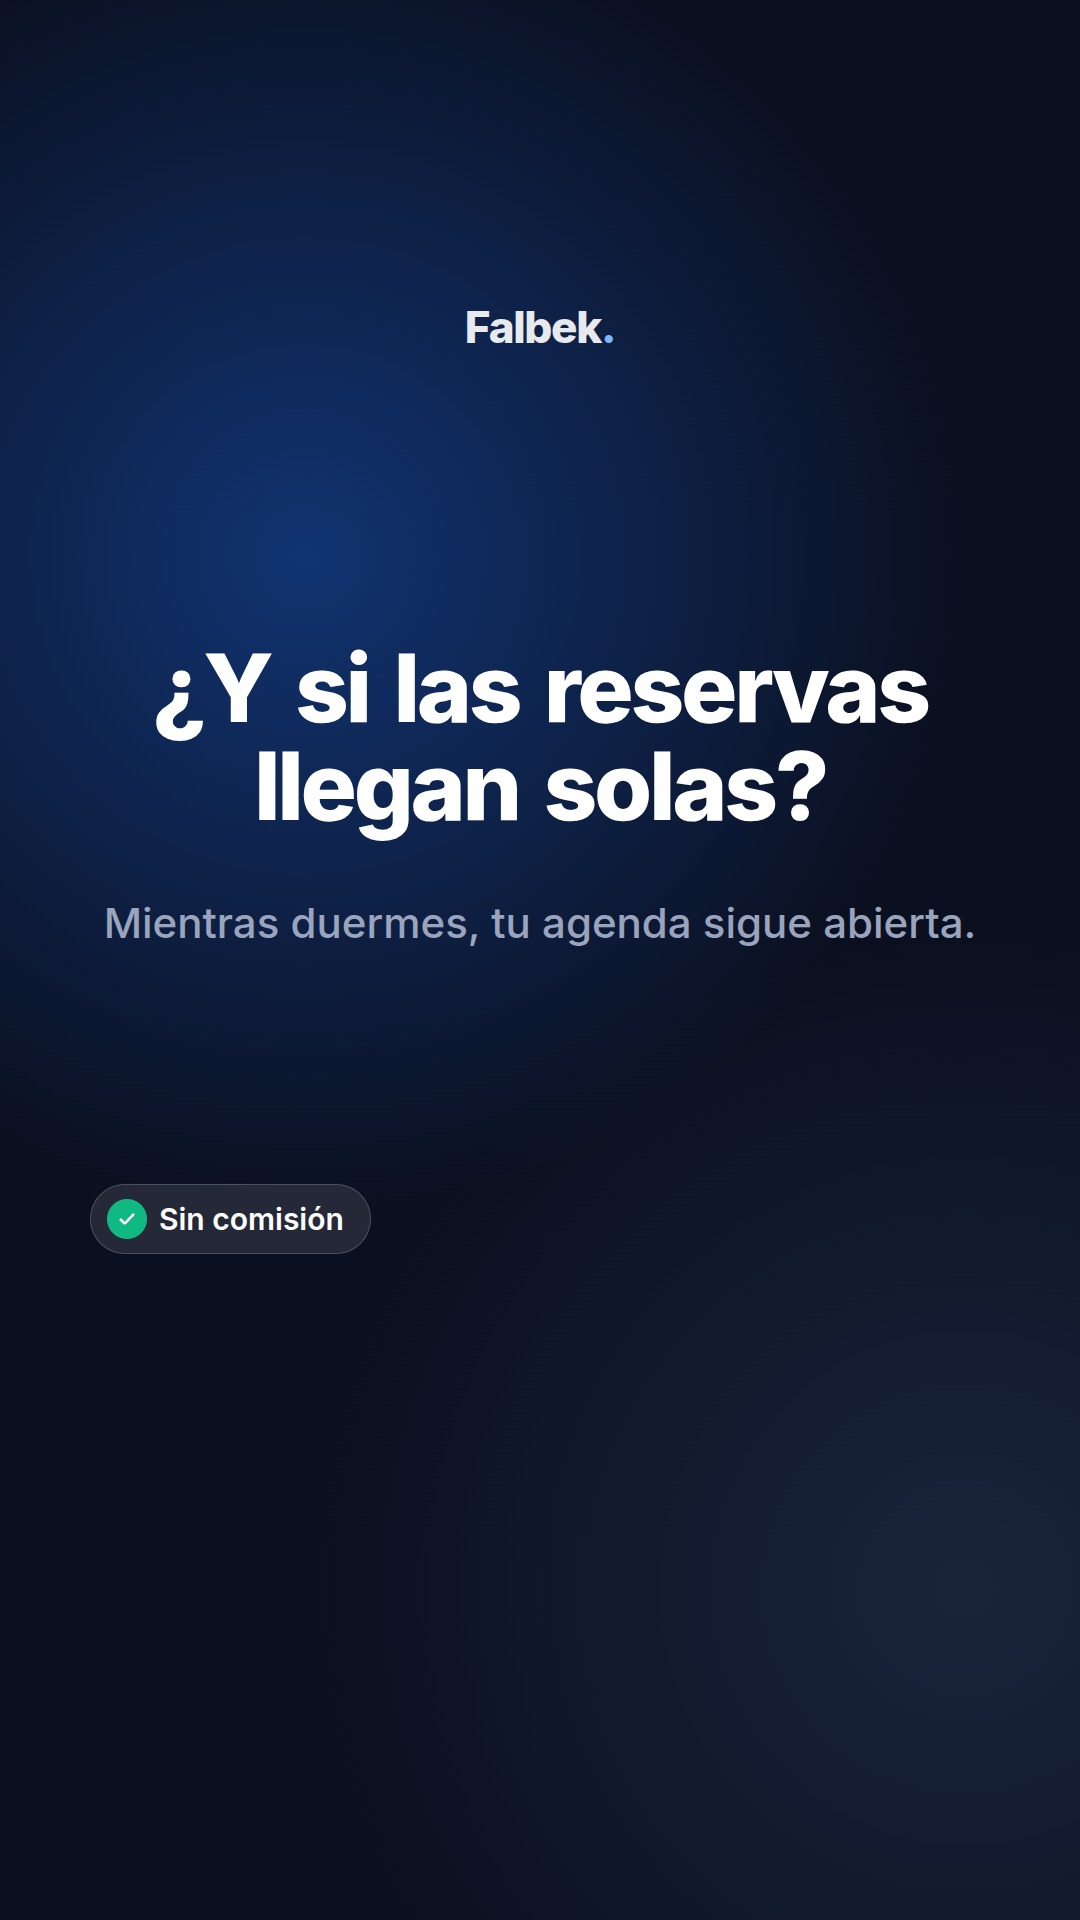 Falbek.
¿Y si las reservas
llegan solas?
Mientras duermes, tu agenda sigue abierta.
Sin comisión